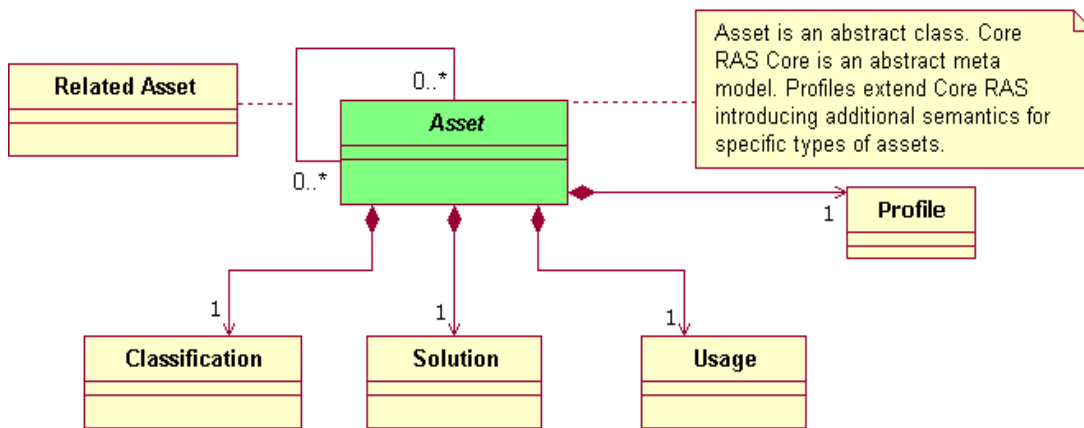 Asset is an abstract class. Core
RAS Core is an abstract meta
model. Profiles extend Core RAS
introducing additional semantics for
specific types of assets.
Related Asset
0..*
Asset
0..*
1
Profile
1
1
1
Classification
Solution
Usage